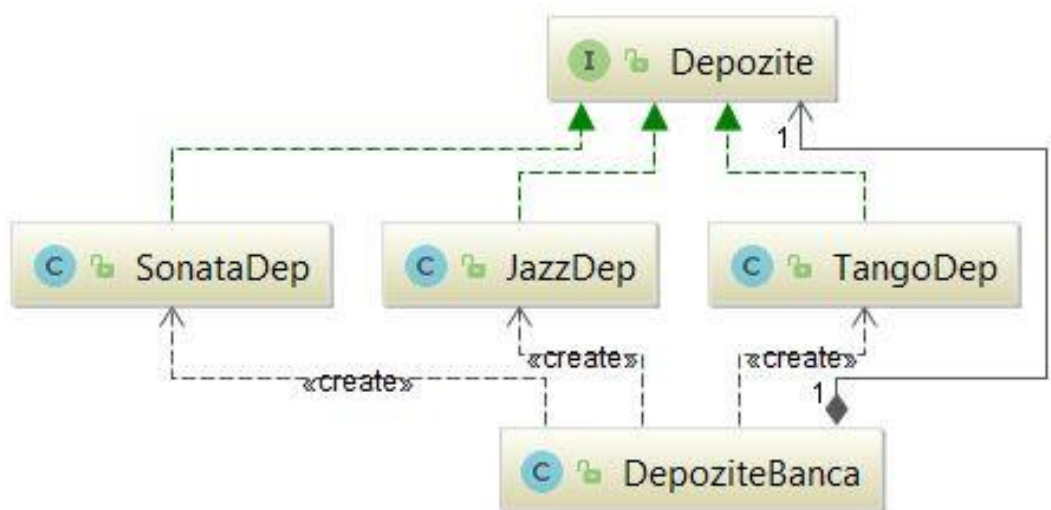 I Depozite
1
C SonataDep
C JazzDep
C TangoDep
«create»
«create»
«create»
1
C DepoziteBanca